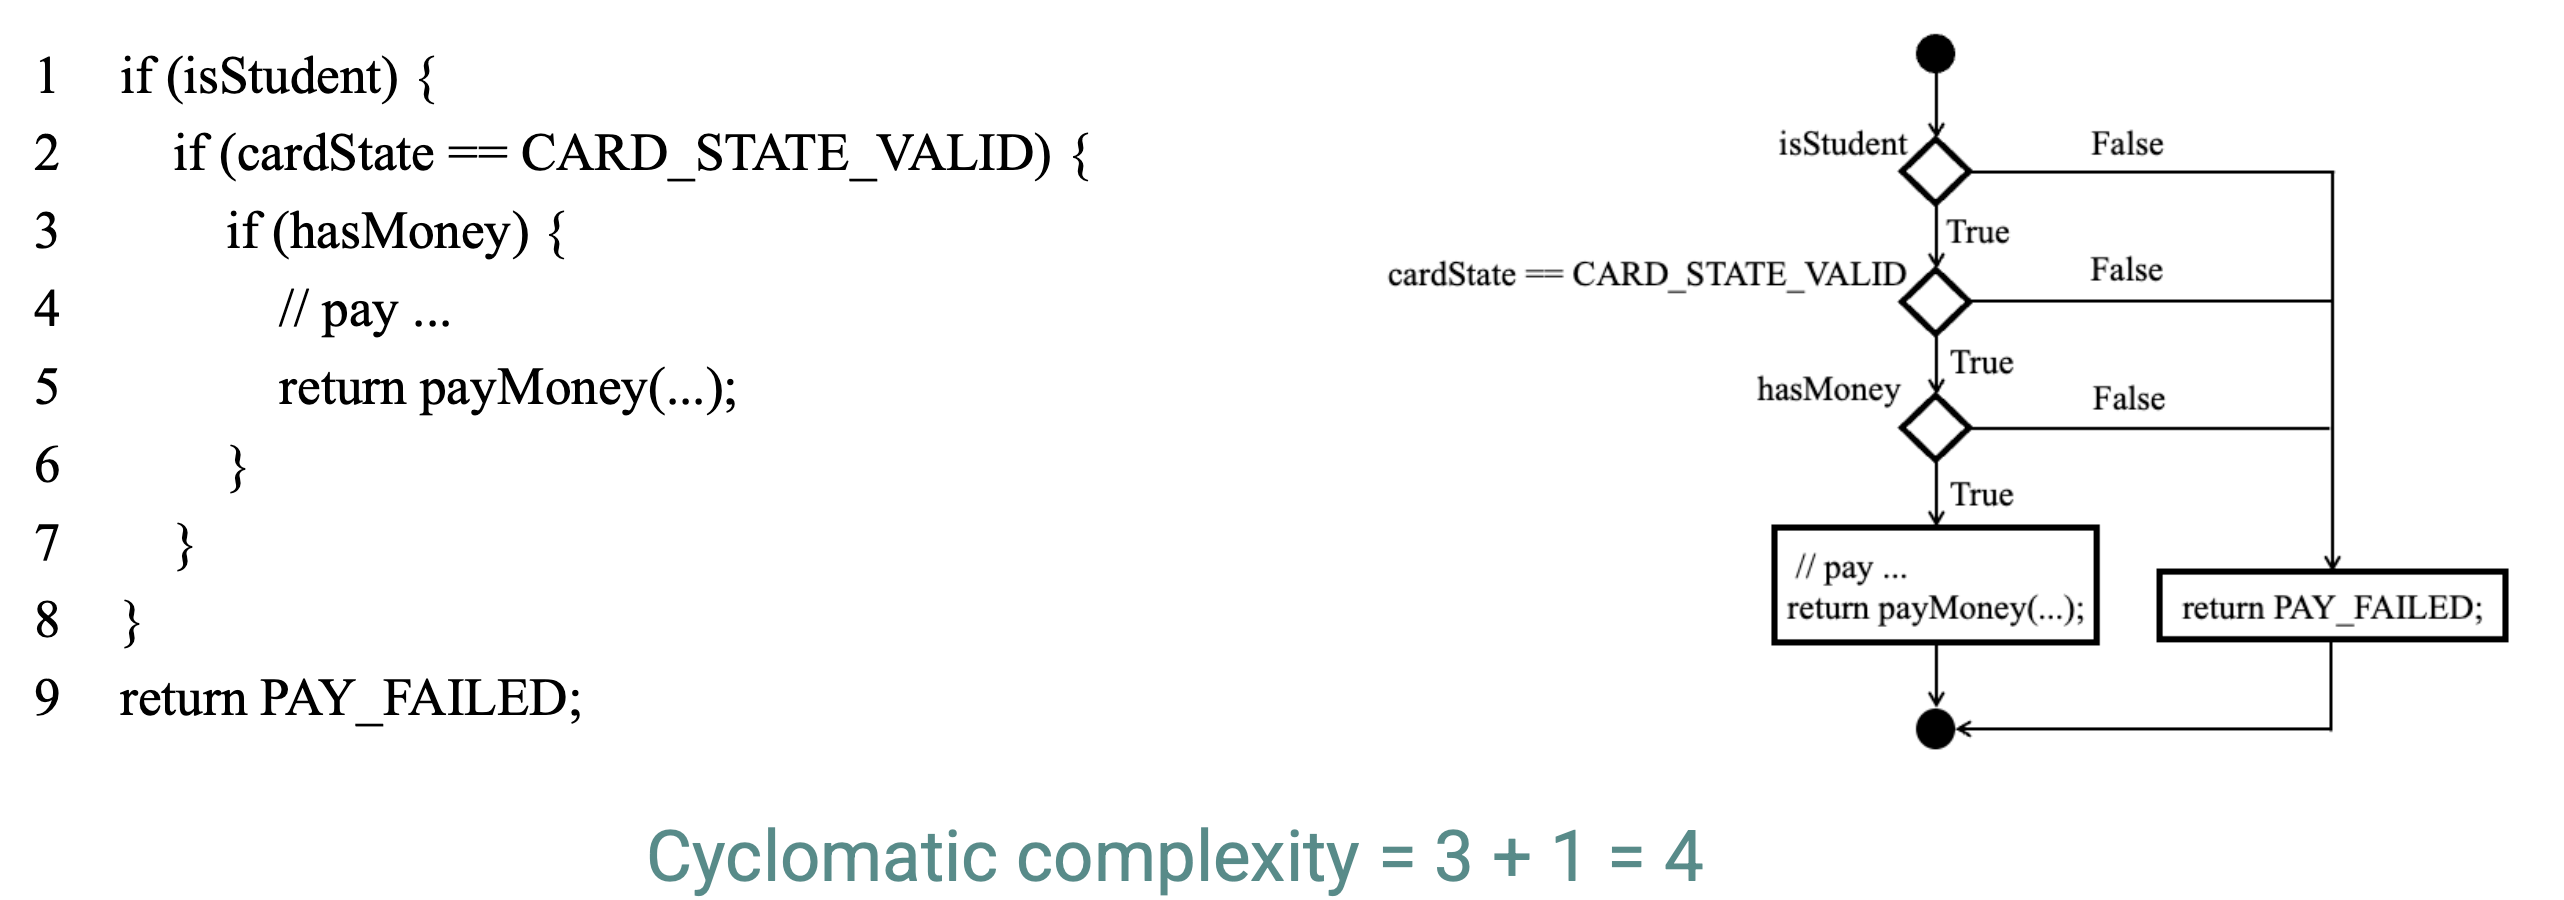 1 if (isStudent) {
2 if (cardState == CARD_STATE_VALID) {
3 if (hasMoney) {
4 // pay ...
5 return payMoney(...);
6 }
7 }
8 }
9 return PAY_FAILED;
isStudent
False
True
cardState == CARD_STATE_VALID
False
True
hasMoney
False
True
// pay ...
return payMoney(...);
return PAY_FAILED;
Cyclomatic complexity = 3 + 1 = 4